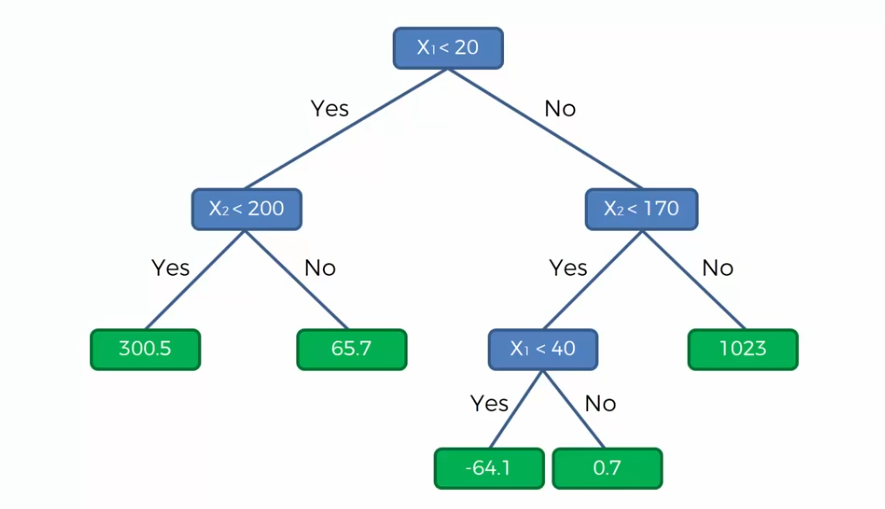 X₁ < 20
Yes
No
X₂ < 200
X₂ < 170
Yes
No
Yes
No
300.5
65.7
X₁ < 40
1023
Yes
No
-64.1
0.7